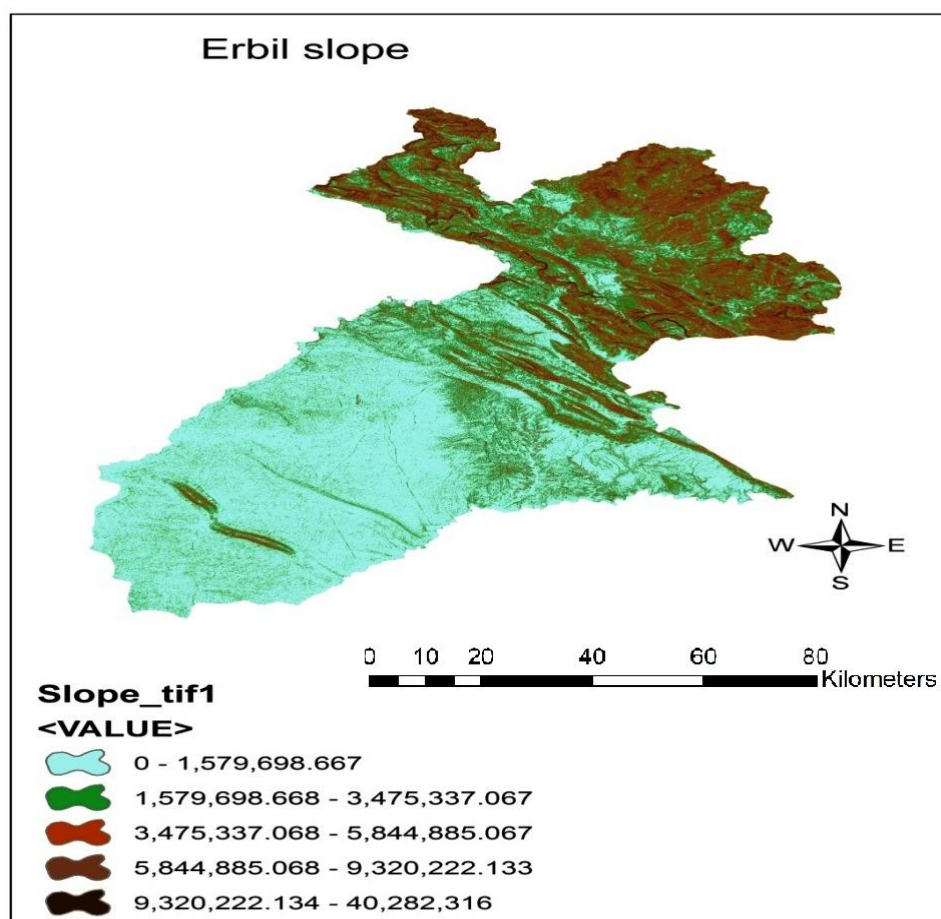 Erbil slope
N
W E
S
0 10 20 40 60 80
Kilometers
Slope_tif1
<VALUE>
0 - 1,579,698.667
1,579,698.668 - 3,475,337.067
3,475,337.068 - 5,844,885.067
5,844,885.068 - 9,320,222.133
9,320,222.134 - 40,282,316